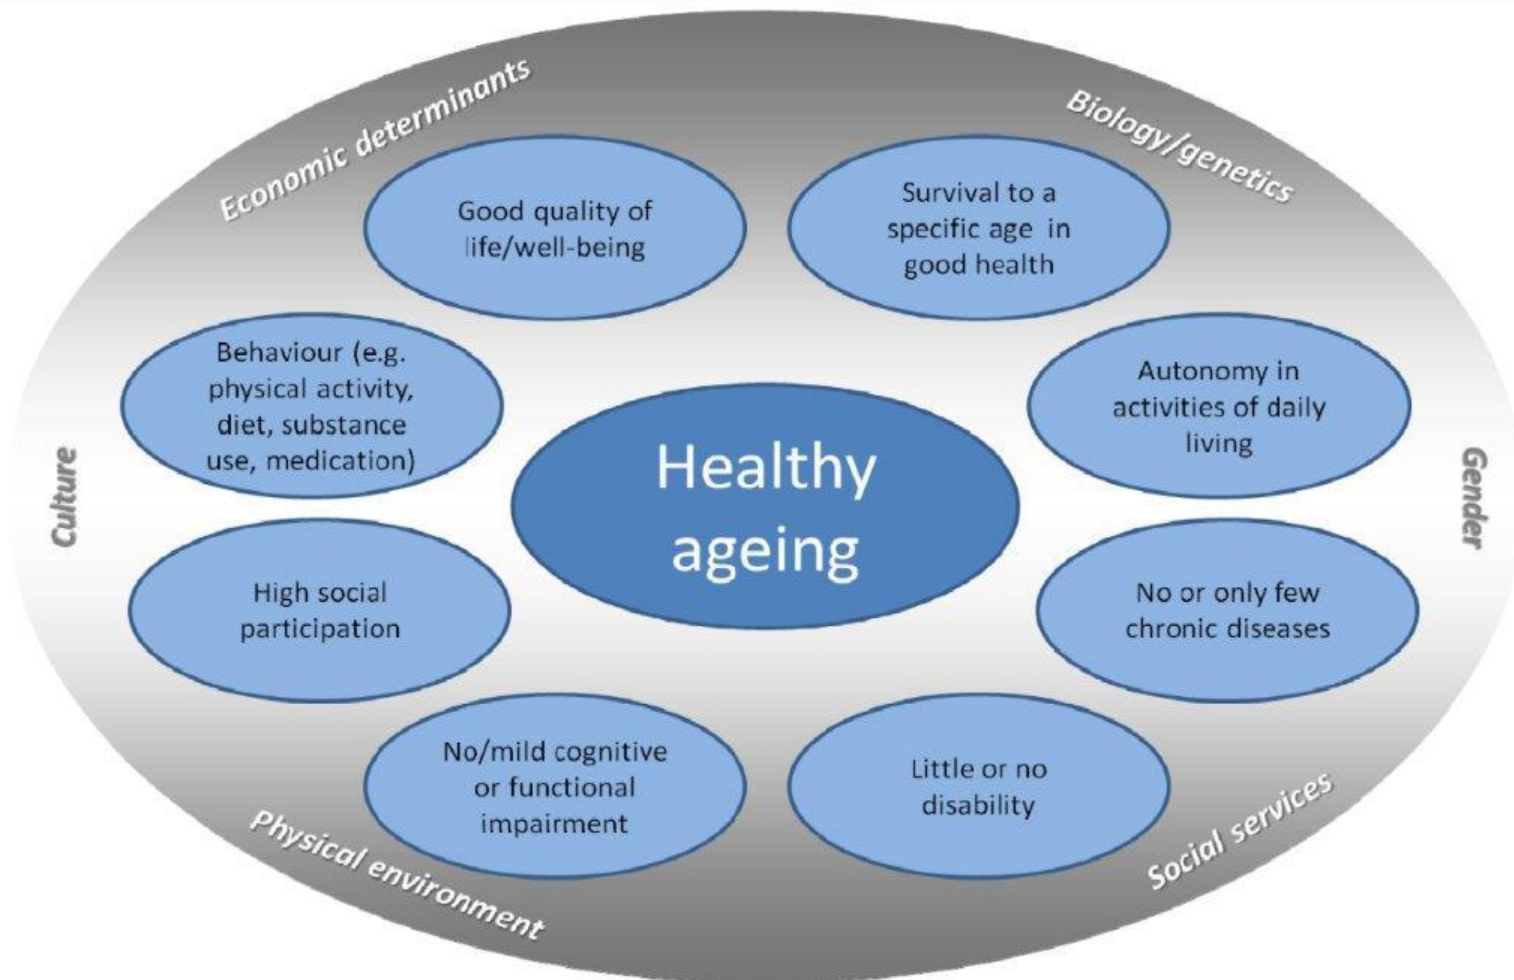 Economic determinants
Biology/genetics
Good quality of
life/well-being
Survival to a
specific age in
good health
Behaviour (e.g.
physical activity,
diet, substance
use, medication)
Autonomy in
activities of daily
living
Culture
Healthy
ageing
Gender
High social
participation
No or only few
chronic diseases
No/mild cognitive
or functional
impairment
Little or no
disability
Physical environment
Social services